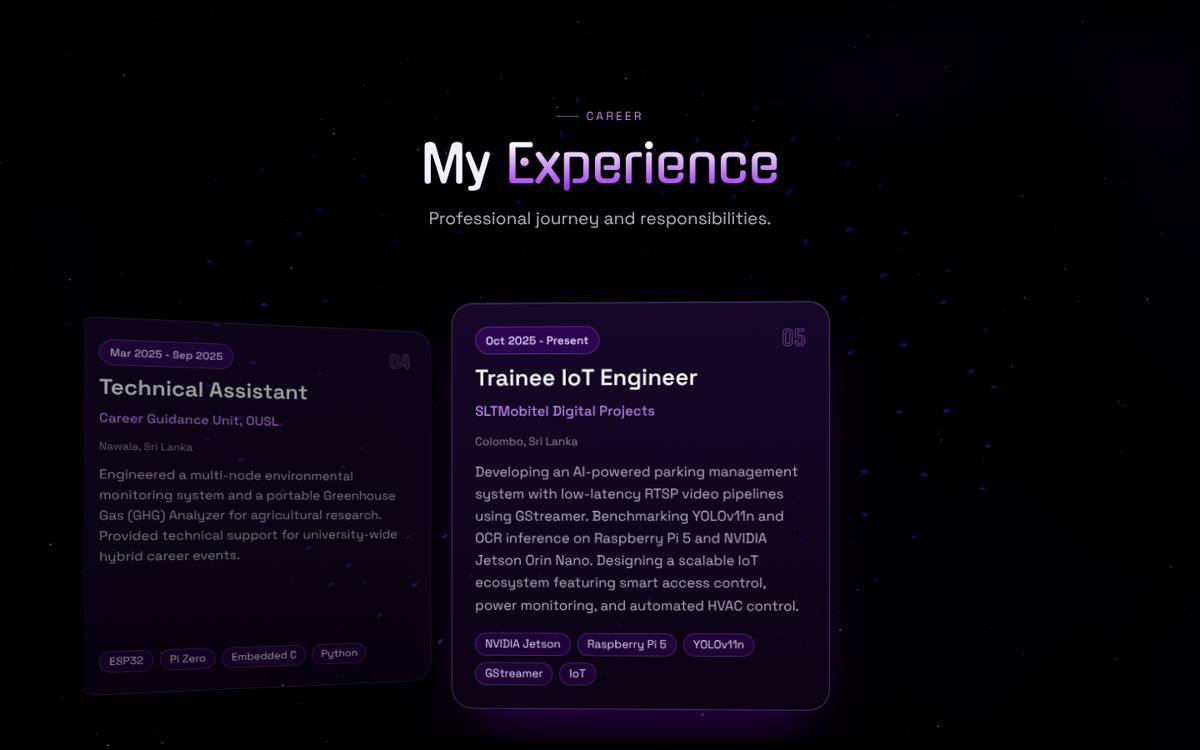 CAREER
My Experience
Professional journey and responsibilities.
Mar 2025 - Sep 2025
04
Technical Assistant
Career Guidance Unit, OUSL
Nawala, Sri Lanka
Engineered a multi-node environmental
monitoring system and a portable Greenhouse
Gas (GHG) Analyzer for agricultural research.
Provided technical support for university-wide
hybrid career events.
ESP32 Pi Zero Embedded C Python
Oct 2025 - Present
05
Trainee IoT Engineer
SLTMobitel Digital Projects
Colombo, Sri Lanka
Developing an AI-powered parking management
system with low-latency RTSP video pipelines
using GStreamer. Benchmarking YOLOv11n and
OCR inference on Raspberry Pi 5 and NVIDIA
Jetson Orin Nano. Designing a scalable IoT
ecosystem featuring smart access control,
power monitoring, and automated HVAC control.
NVIDIA Jetson Raspberry Pi 5 YOLOv11n
GStreamer IoT